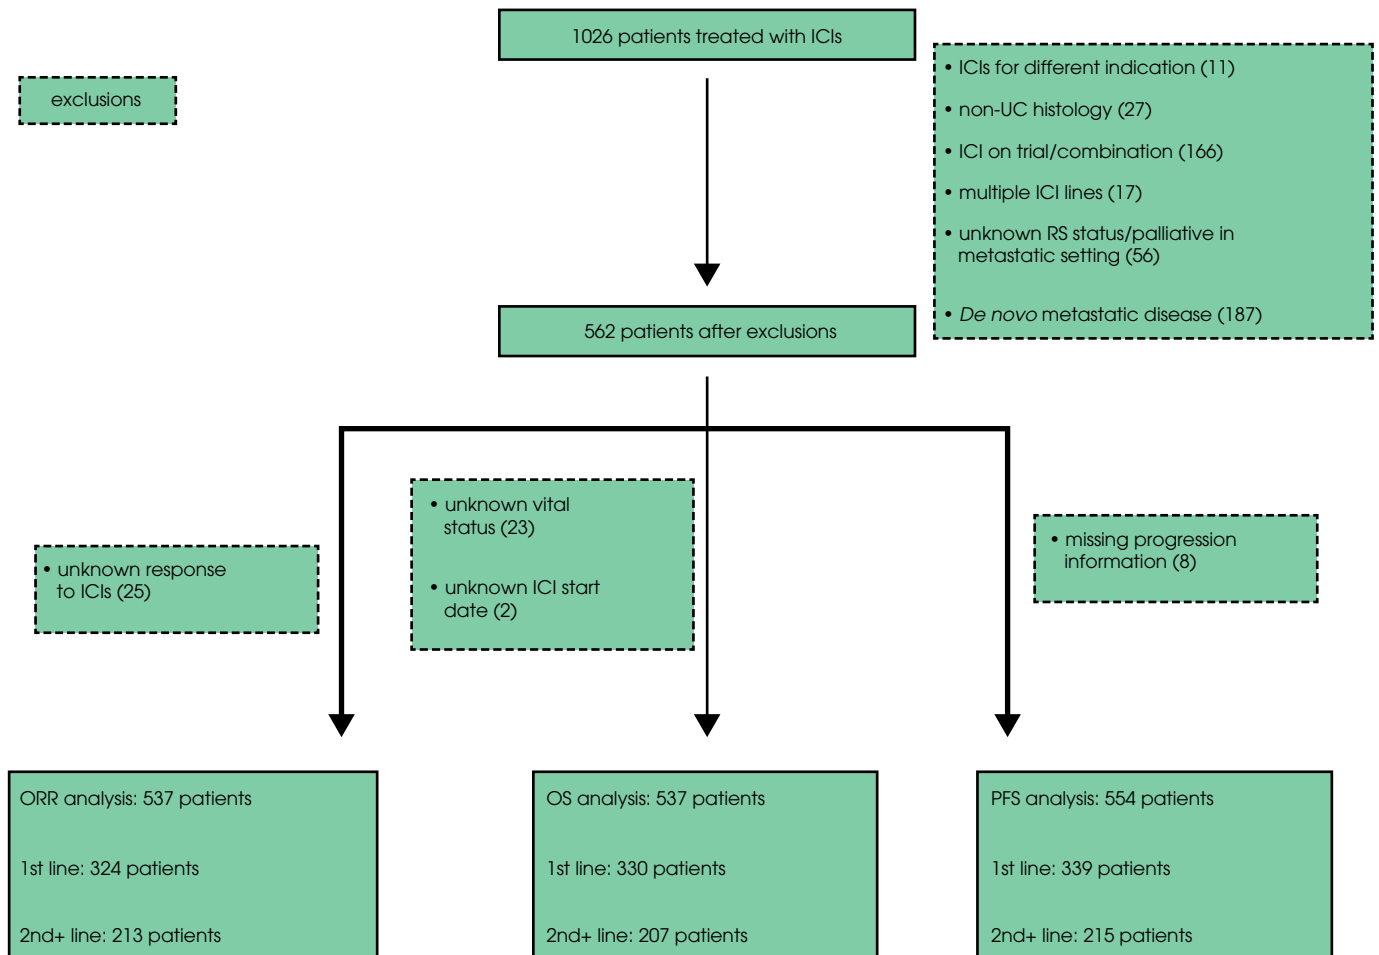 1026 patients treated with ICIs
exclusions
• ICIs for different indication (11)
• non-UC histology (27)
• ICI on trial/combination (166)
• multiple ICI lines (17)
• unknown RS status/palliative in
metastatic setting (56)
• De novo metastatic disease (187)
562 patients after exclusions
• unknown response
to ICIs (25)
• unknown vital
status (23)
• unknown ICI start
date (2)
• missing progression
information (8)
ORR analysis: 537 patients
1st line: 324 patients
2nd+ line: 213 patients
OS analysis: 537 patients
1st line: 330 patients
2nd+ line: 207 patients
PFS analysis: 554 patients
1st line: 339 patients
2nd+ line: 215 patients